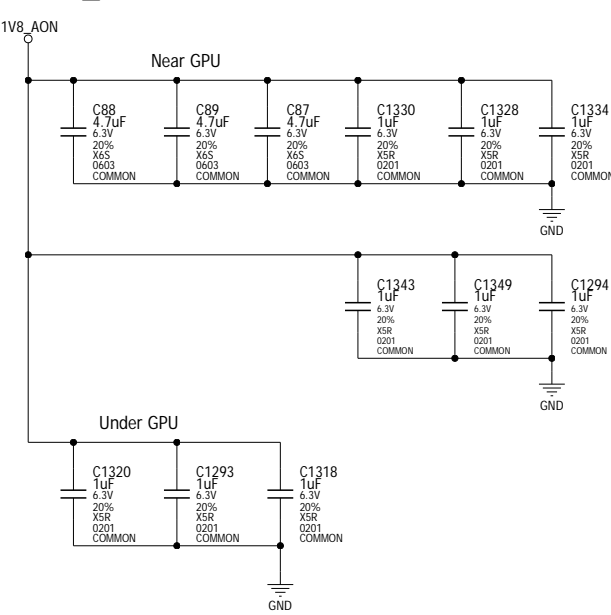 1V8_AON
Near GPU
C88
4.7uF
6.3V
20%
X6S
0603
COMMON
C89
4.7uF
6.3V
20%
X6S
0603
COMMON
C87
4.7uF
6.3V
20%
X6S
0603
COMMON
C1330
1uF
6.3V
20%
X5R
0201
COMMON
C1328
1uF
6.3V
20%
X5R
0201
COMMON
C1334
1uF
6.3V
20%
X5R
0201
COMMON
GND
C1343
1uF
6.3V
20%
X5R
0201
COMMON
C1349
1uF
6.3V
20%
X5R
0201
COMMON
C1294
1uF
6.3V
20%
X5R
0201
COMMON
GND
Under GPU
C1320
1uF
6.3V
20%
X5R
0201
COMMON
C1293
1uF
6.3V
20%
X5R
0201
COMMON
C1318
1uF
6.3V
20%
X5R
0201
COMMON
GND